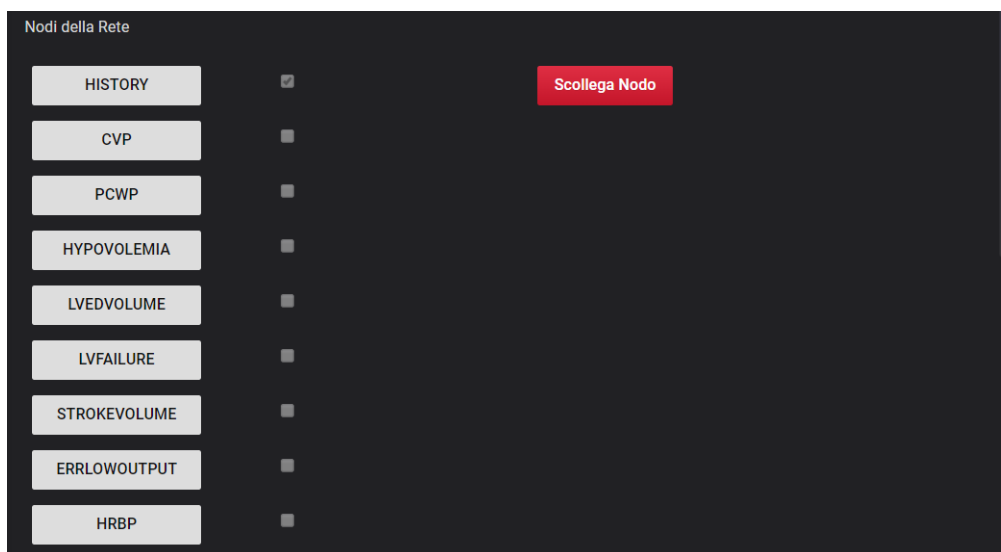 Nodi della Rete
HISTORY
Scollega Nodo
CVP
PCWP
HYPOVOLEMIA
LVEDVOLUME
LVFAILURE
STROKEVOLUME
ERRLOWOUTPUT
HRBP